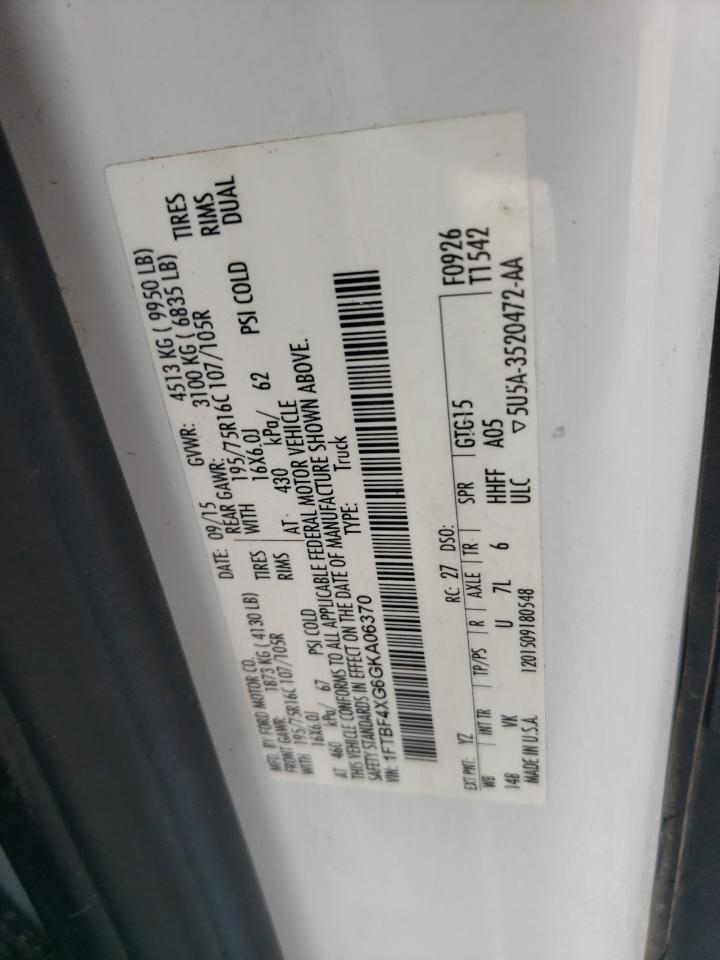 MFD. BY FORD MOTOR CO.
DATE: 09/15 GVWR: 4513 KG ( 9950 LB)
FRONT GAWR: 1873 KG ( 4130 LB) REAR GAWR: 3100 KG ( 6835 LB)
WITH 195/75R16C 107/105R TIRES WITH 195/75R16C 107/105R TIRES
16X6.0J RIMS 16X6.0J RIMS
AT 460 kPa/ 67 PSI COLD AT 430 kPa/ 62 PSI COLD DUAL
THIS VEHICLE CONFORMS TO ALL APPLICABLE FEDERAL MOTOR VEHICLE
SAFETY STANDARDS IN EFFECT ON THE DATE OF MANUFACTURE SHOWN ABOVE.
VIN: 1FTBF4XG6GKA06370 TYPE: Truck
F0926
EXT PNT: YZ RC: 27 DSO: T1542
WB INT TR TP/PS R AXLE TR SPR GTG15
148 VK U 7L 6 HHFF A05
MADE IN U.S.A. ULC
1201509180548 ▽5U5A-3520472-AA